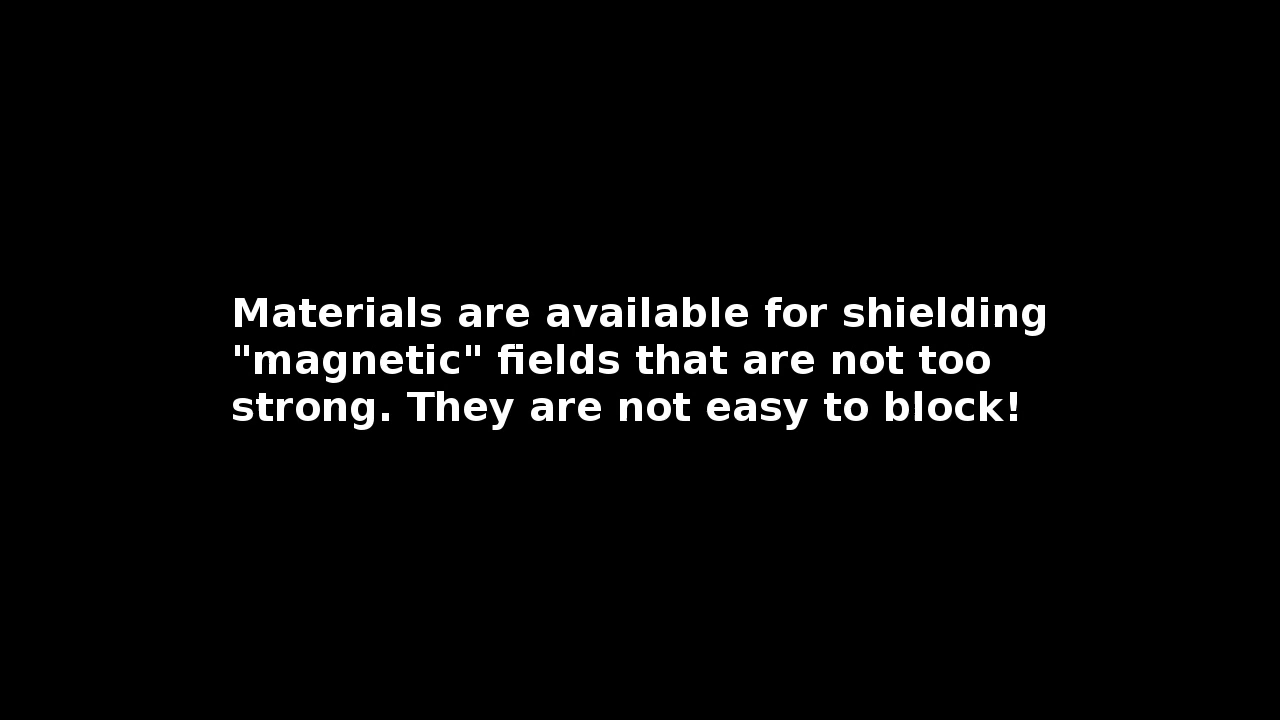 Materials are available for shielding
"magnetic" fields that are not too
strong. They are not easy to block!